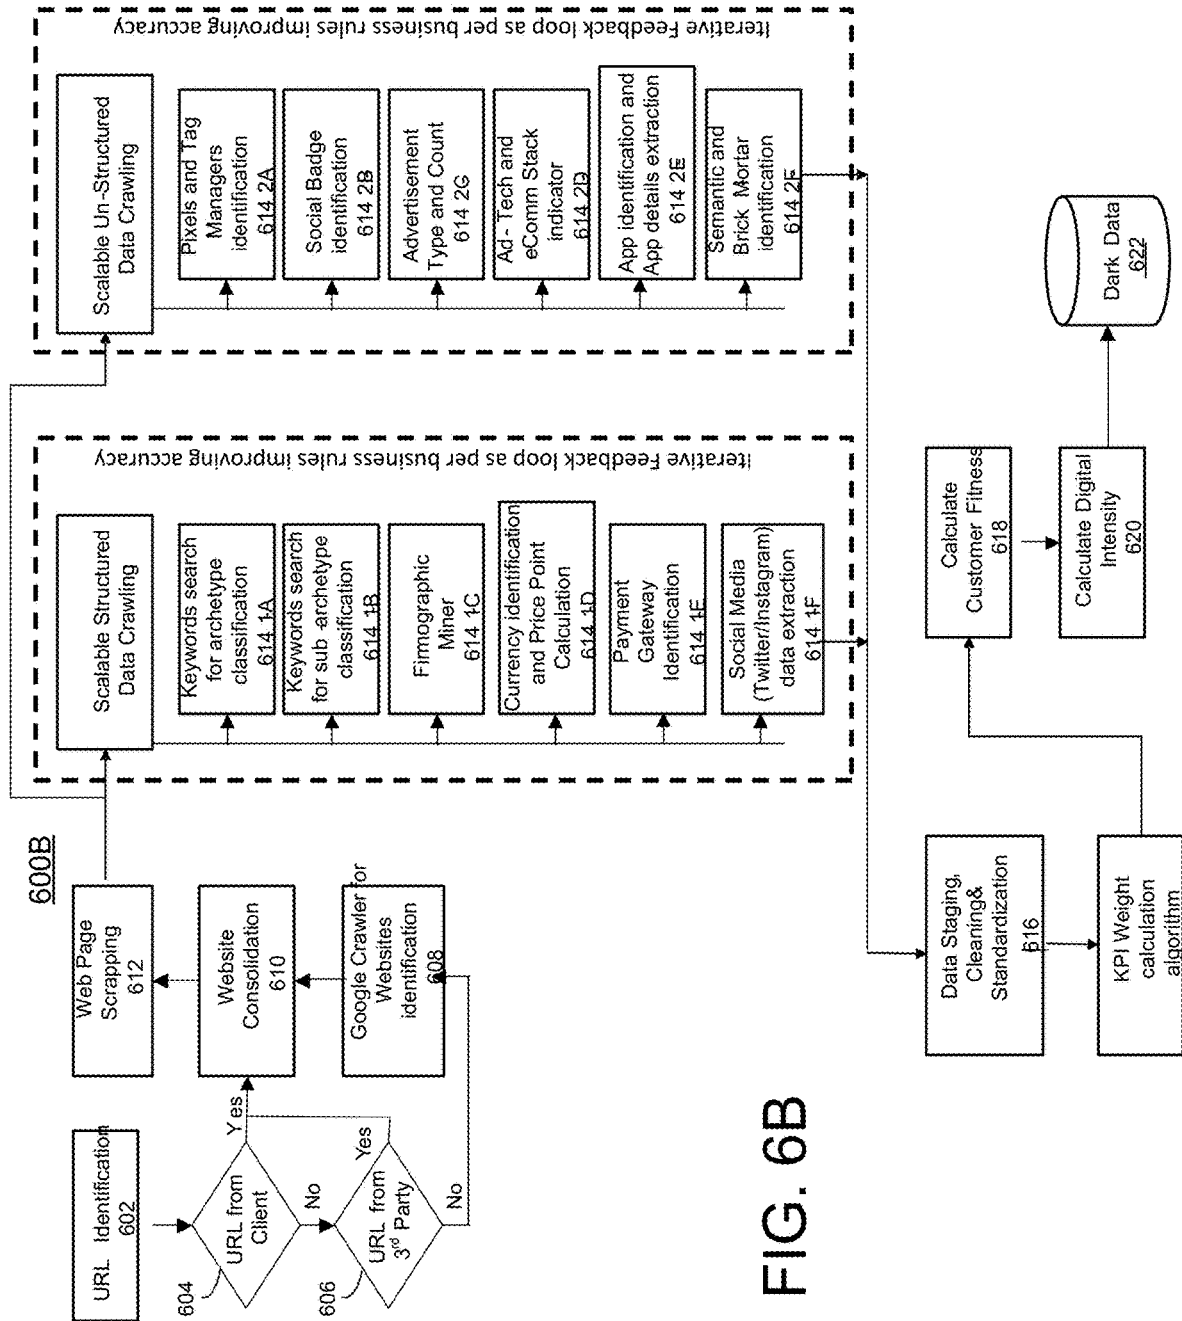 600B
URL Identification
602
URL from
Client
604
Yes
No
URL from
3rd Party
606
Yes
No
Google Crawler for
Websites
identification
608
Website
Consolidation
610
Web Page
Scrapping
612
Scalable Structured
Data Crawling
Keywords search
for archetype
classification
614 1A
Keywords search
for sub archetype
classification
614 1B
Firmographic
Miner
614 1C
Currency identification
and Price Point
Calculation
614 1D
Payment
Gateway
Identification
614 1E
Social Media
(Twitter/Instagram)
data extraction
614 1F
Iterative Feedback loop as per business rules improving accuracy
Scalable Un-Structured
Data Crawling
Pixels and Tag
Managers
identification
614 2A
Social Badge
identification
614 2B
Advertisement
Type and Count
614 2C
Ad - Tech and
eComm Stack
indicator
614 2D
App identification and
App details extraction
614 2E
Semantic and
Brick Mortar
identification
614 2F
Iterative Feedback loop as per business rules improving accuracy
Data Staging,
Cleaning&
Standardization
616
KPI Weight
calculation
algorithm
Calculate
Customer Fitness
618
Calculate Digital
Intensity
620
Dark Data
622
FIG. 6B